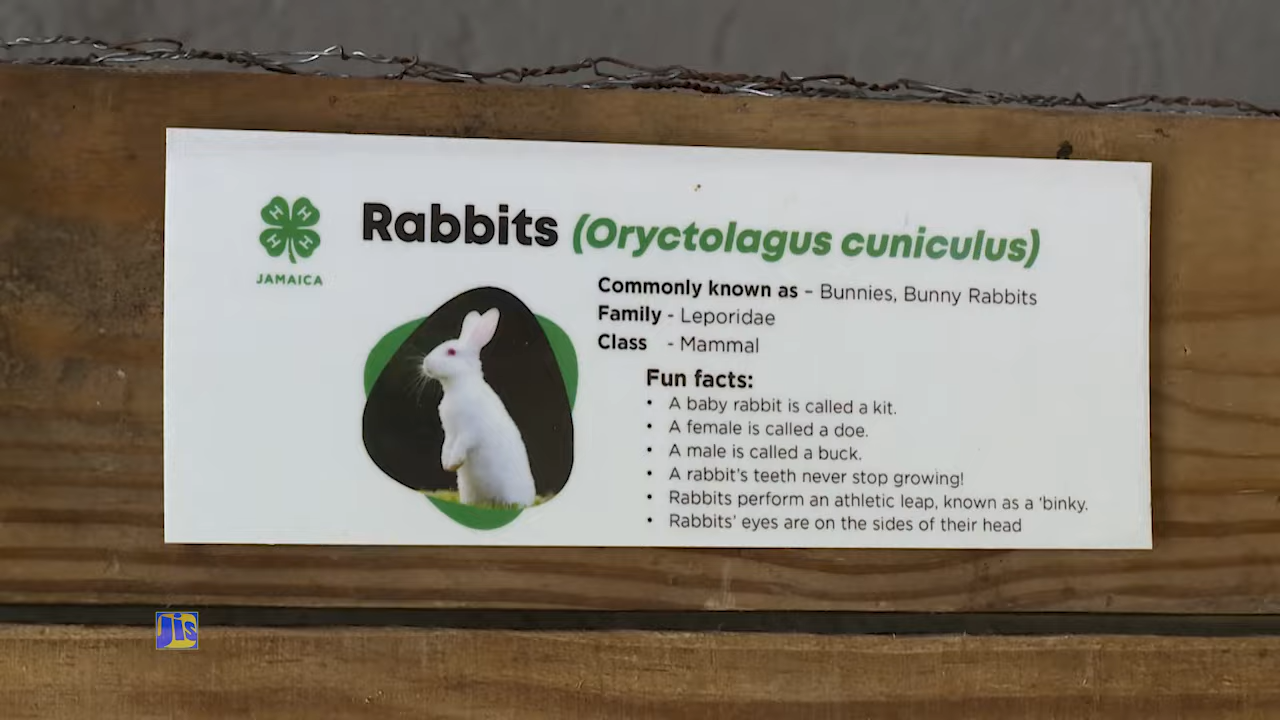 H H H H
JAMAICA
Rabbits (Oryctolagus cuniculus)
Commonly known as – Bunnies, Bunny Rabbits
Family - Leporidae
Class - Mammal
Fun facts:
• A baby rabbit is called a kit.
• A female is called a doe.
• A male is called a buck.
• A rabbit's teeth never stop growing!
• Rabbits perform an athletic leap, known as a 'binky.
• Rabbits' eyes are on the sides of their head
Jis